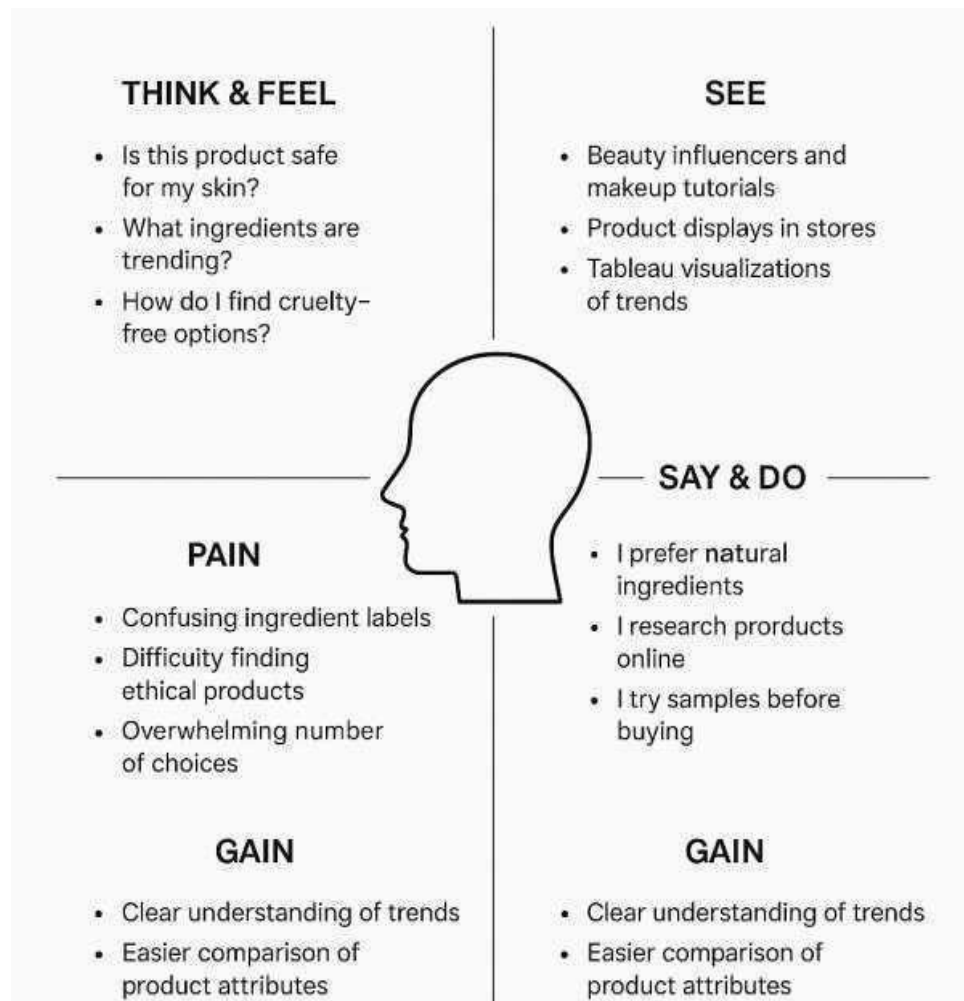 THINK & FEEL
• Is this product safe
for my skin?
• What ingredients are
trending?
• How do I find cruelty–
free options?
SEE
• Beauty influencers and
makeup tutorials
• Product displays in stores
• Tableau visualizations
of trends
PAIN
• Confusing ingredient labels
• Difficuity finding
ethical products
• Overwhelming number
of choices
SAY & DO
• I prefer natural
ingredients
• I research prorducts
online
• I try samples before
buying
GAIN
• Clear understanding of trends
• Easier comparison of
product attributes
GAIN
• Clear understanding of trends
• Easier comparison of
product attributes